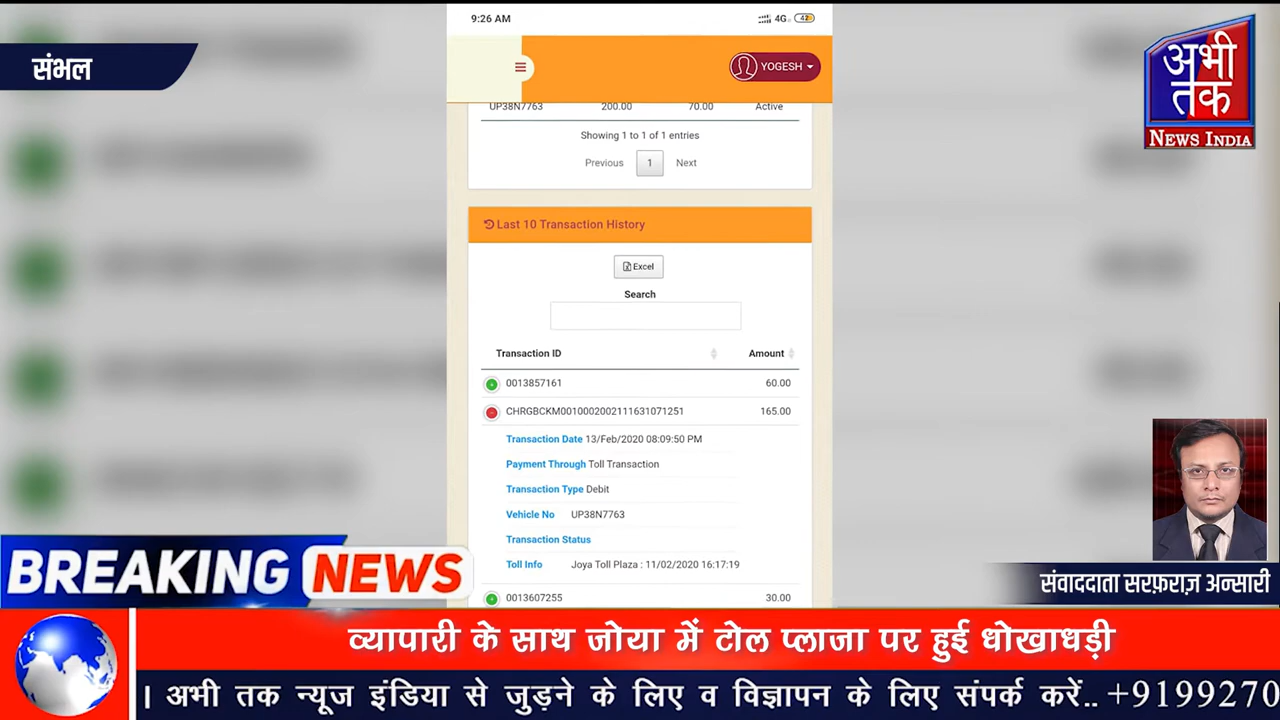 9:26 AM
4G
42
संभल
YOGESH
अभी
तक
NEWS INDIA
UP38N7763 200.00 70.00 Active
Showing 1 to 1 of 1 entries
Previous 1 Next
Last 10 Transaction History
Excel
Search
Transaction ID Amount
0013857161 60.00
CHRGBCKM0010002002111631071251 165.00
Transaction Date 13/Feb/2020 08:09:50 PM
Payment Through Toll Transaction
Transaction Type Debit
Vehicle No UP38N7763
Transaction Status
Toll Info Joya Toll Plaza : 11/02/2020 16:17:19
0013607255 30.00
BREAKING NEWS
संवाददाता सरफ़राज़ अन्सारी
व्यापारी के साथ जोया में टोल प्लाजा पर हुई धोखाधड़ी
। अभी तक न्यूज इंडिया से जुड़ने के लिए व विज्ञापन के लिए संपर्क करें.. +9199270